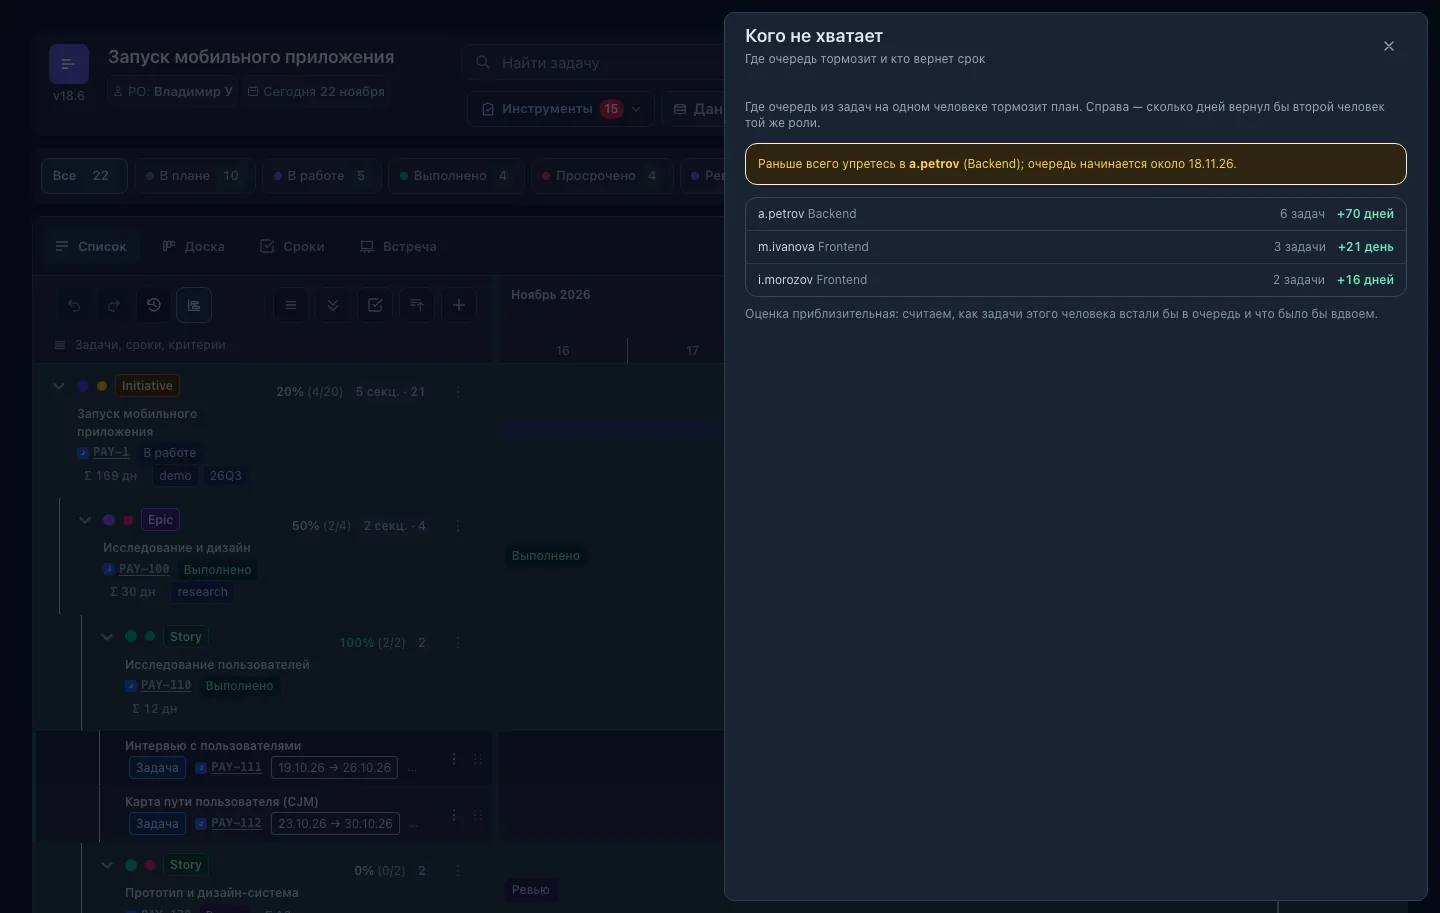 Запуск мобильного приложения
v18.6
РО: Владимир У
Сегодня 22 ноября
Найти задачу
Инструменты 15
Дан
Все 22
В плане 10
В работе 5
Выполнено 4
Просрочено 4
Рев
Список
Доска
Сроки
Встреча
Задачи, сроки, критерии
Ноябрь 2026
16
17
Initiative
20% (4/20) 5 секц. · 21
Запуск мобильного
приложения
PAY-1 В работе
Σ 169 дн demo 26Q3
Epic
50% (2/4) 2 секц. · 4
Исследование и дизайн
PAY-100 Выполнено
Σ 30 дн research
Выполнено
Story
100% (2/2) 2
Исследование пользователей
PAY-110 Выполнено
Σ 12 дн
Интервью с пользователями
Задача PAY-111 19.10.26 → 26.10.26 ...
Карта пути пользователя (CJM)
Задача PAY-112 23.10.26 → 30.10.26 ...
Story
0% (0/2) 2
Прототип и дизайн-система
Ревью
Кого не хватает
Где очередь тормозит и кто вернет срок
Где очередь из задач на одном человеке тормозит план. Справа — сколько дней вернул бы второй человек
той же роли.
Раньше всего упретесь в a.petrov (Backend); очередь начинается около 18.11.26.
a.petrov Backend 6 задач +70 дней
m.ivanova Frontend 3 задачи +21 день
i.morozov Frontend 2 задачи +16 дней
Оценка приблизительная: считаем, как задачи этого человека встали бы в очередь и что было бы вдвоем.